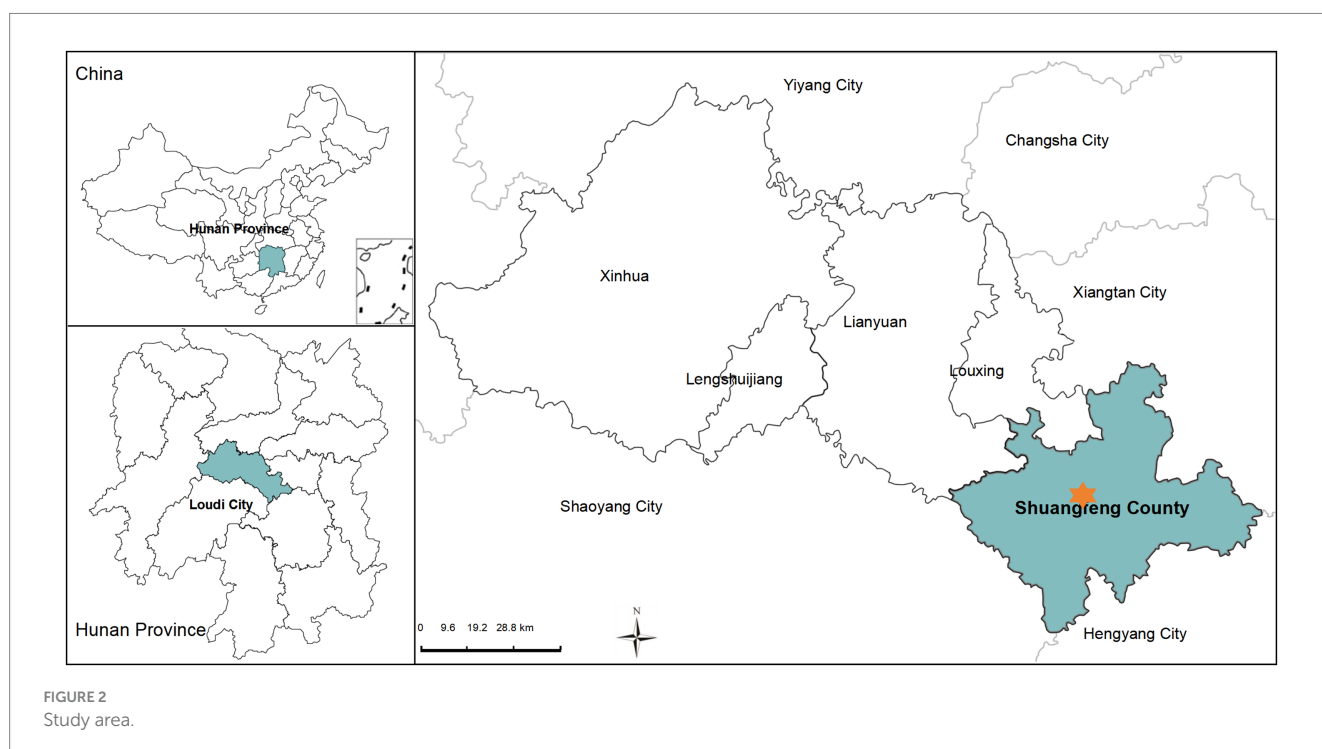 China
Hunan Province
Loudi City
Hunan Province
Yiyang City
Changsha City
Xinhua
Xiangtan City
Lianyuan
Louxing
Lengshuijiang
Shaoyang City
Shuangfeng County
Hengyang City
N
0 9.6 19.2 28.8 km
FIGURE 2
Study area.